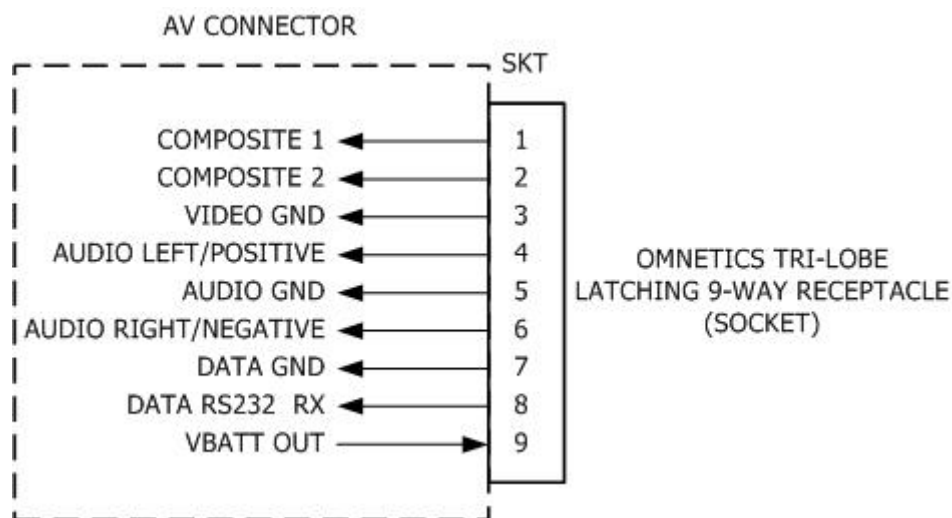 AV CONNECTOR
SKT
COMPOSITE 1 1
COMPOSITE 2 2
VIDEO GND 3
AUDIO LEFT/POSITIVE 4
AUDIO GND 5
AUDIO RIGHT/NEGATIVE 6
DATA GND 7
DATA RS232 RX 8
VBATT OUT 9
OMNETICS TRI-LOBE
LATCHING 9-WAY RECEPTACLE
(SOCKET)